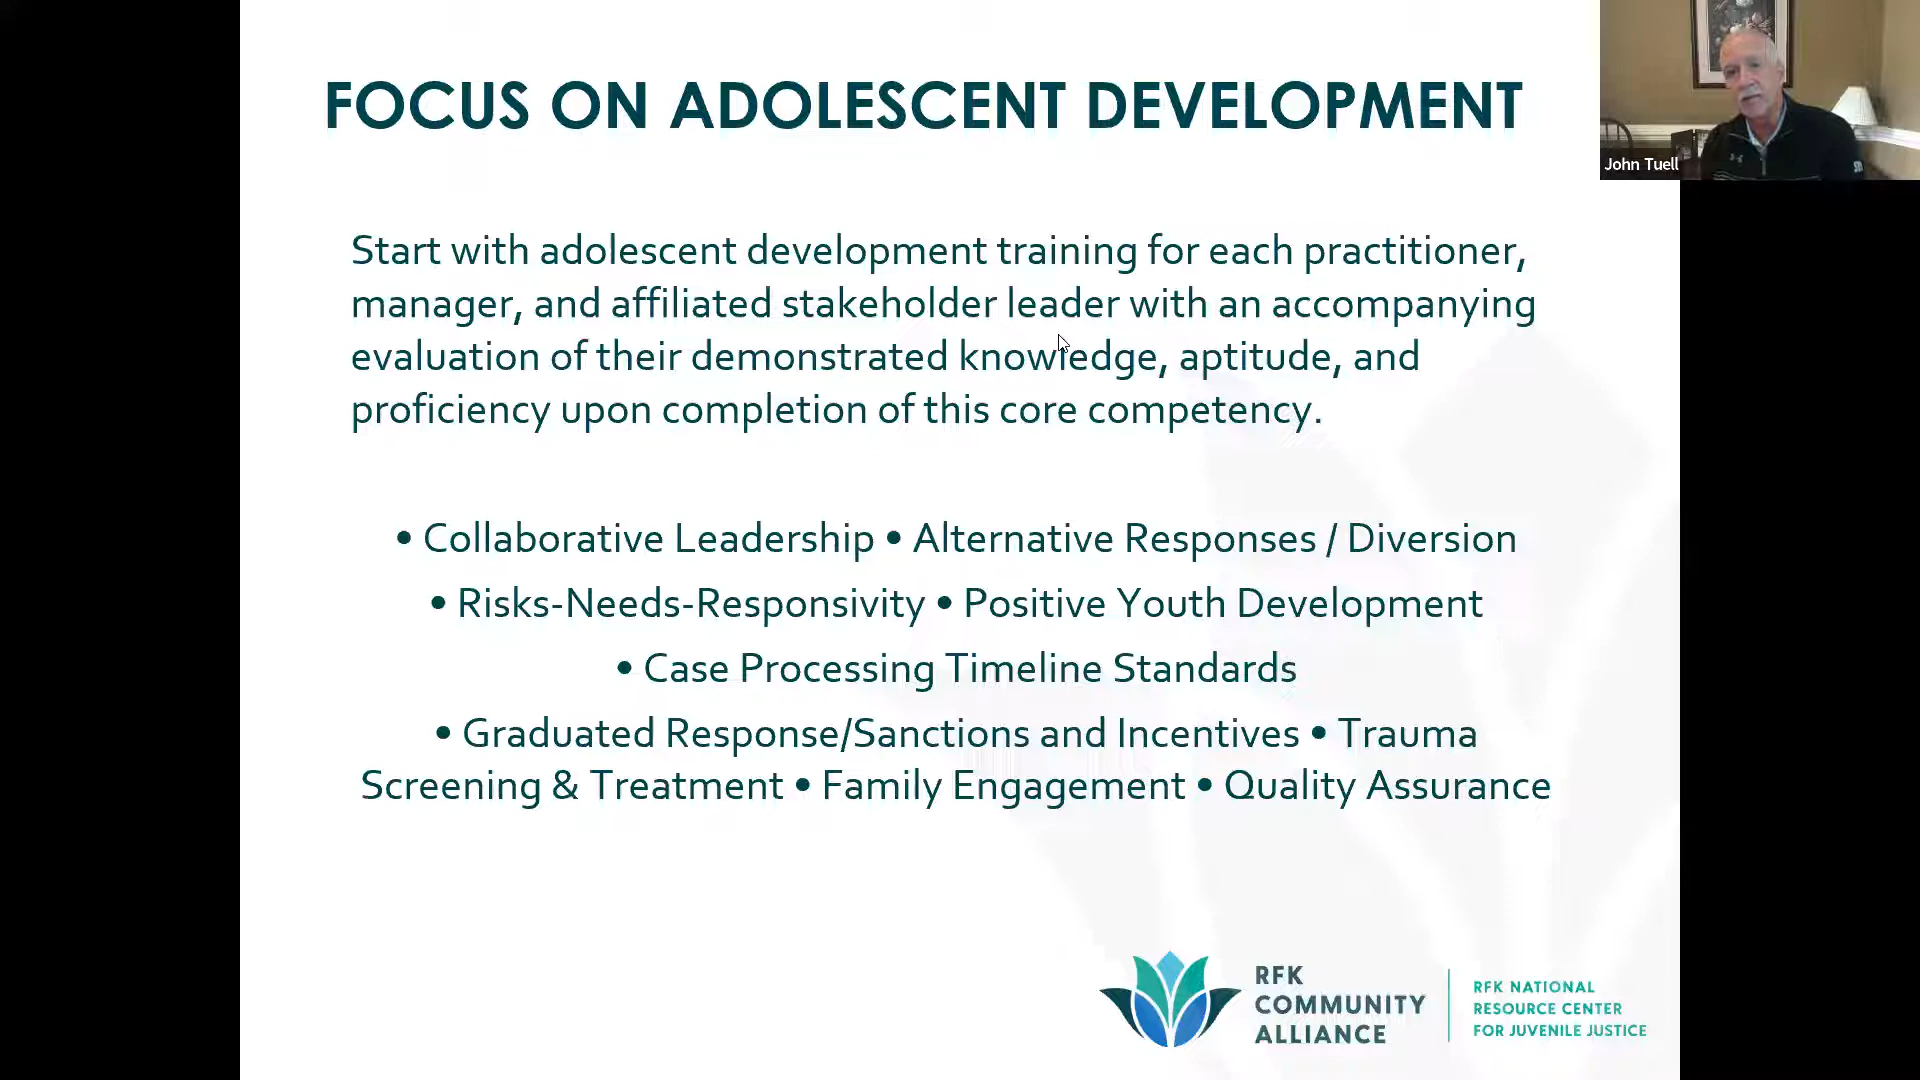 FOCUS ON ADOLESCENT DEVELOPMENT
John Tuell
Start with adolescent development training for each practitioner,
manager, and affiliated stakeholder leader with an accompanying
evaluation of their demonstrated knowledge, aptitude, and
proficiency upon completion of this core competency.
• Collaborative Leadership • Alternative Responses / Diversion
• Risks-Needs-Responsivity • Positive Youth Development
• Case Processing Timeline Standards
• Graduated Response/Sanctions and Incentives • Trauma
Screening & Treatment • Family Engagement • Quality Assurance
RFK
COMMUNITY
ALLIANCE
RFK NATIONAL
RESOURCE CENTER
FOR JUVENILE JUSTICE